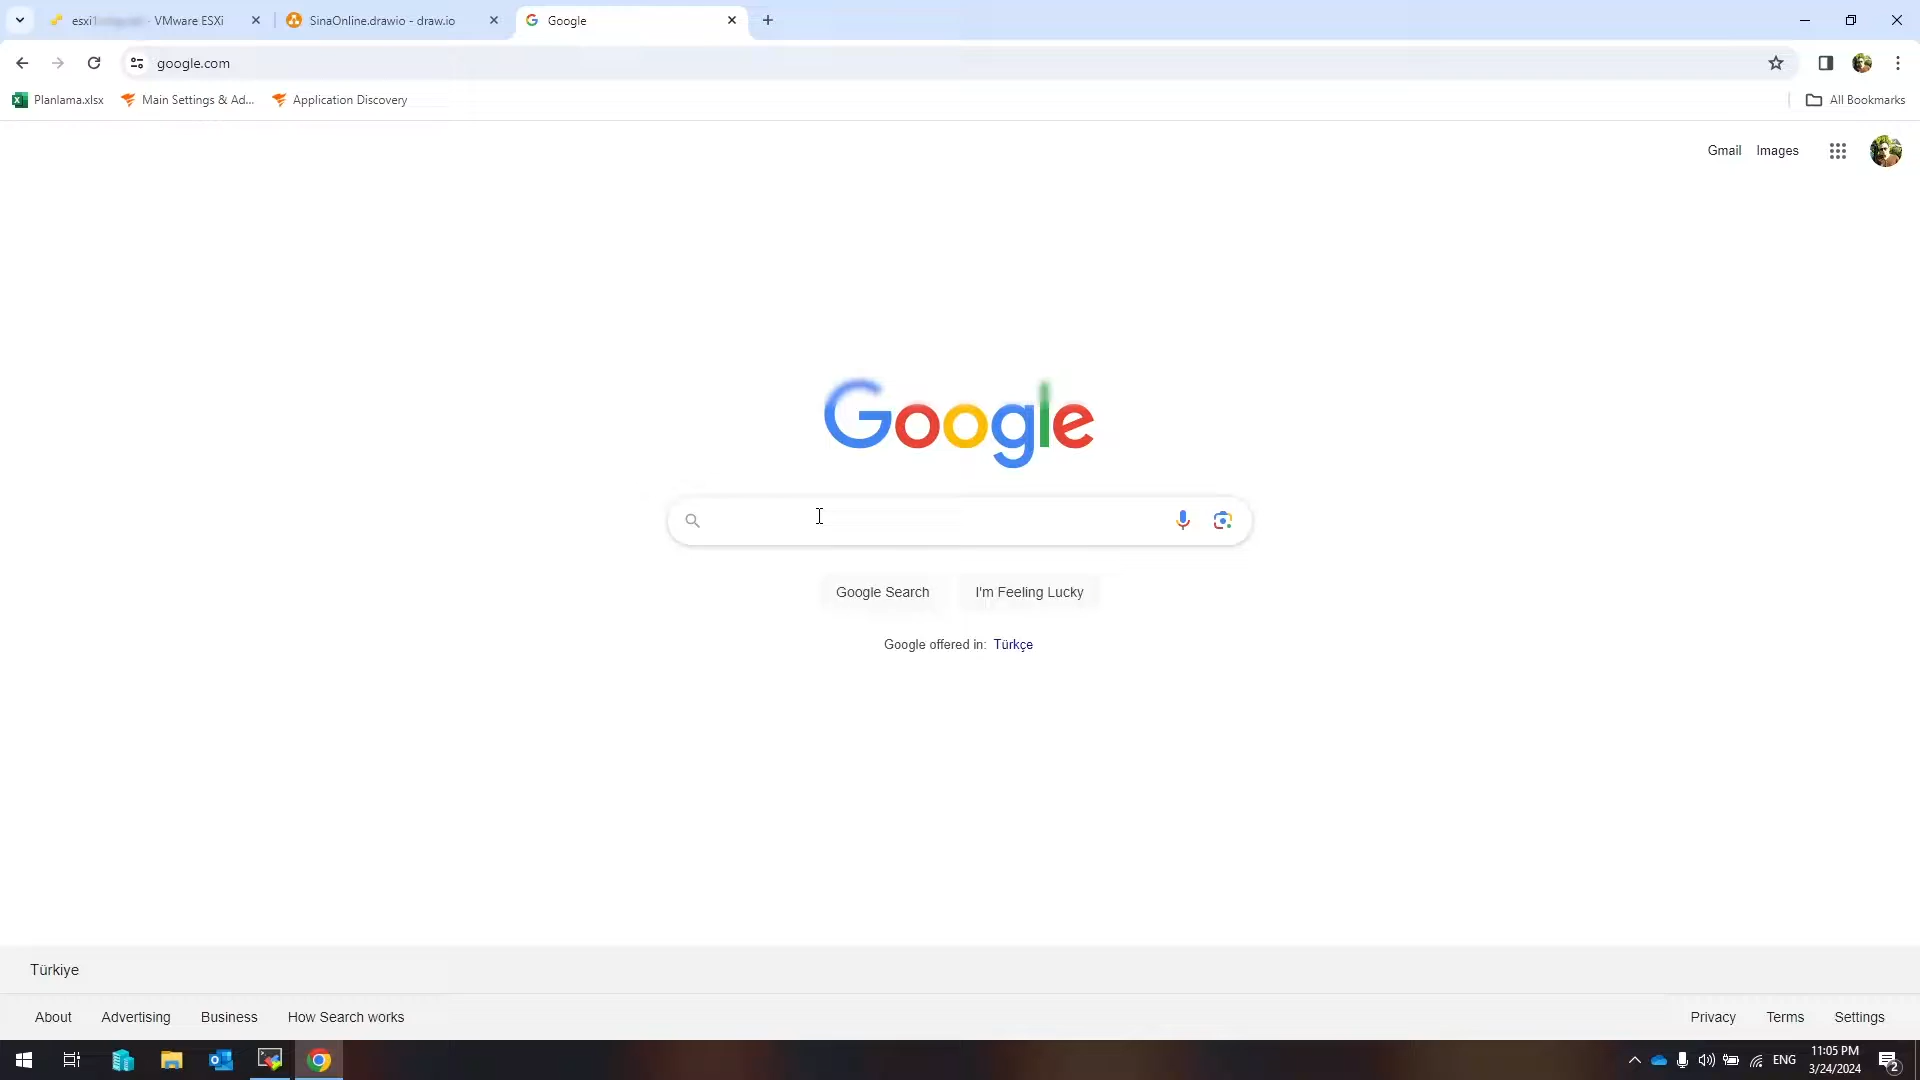 esxi - VMware ESXi
SinaOnline.drawio - draw.io
Google
google.com
Planlama.xlsx
Main Settings & Ad...
Application Discovery
All Bookmarks
Gmail
Images
Google
Google Search
I'm Feeling Lucky
Google offered in: Türkçe
Türkiye
About
Advertising
Business
How Search works
Privacy
Terms
Settings
ENG
11:05 PM
3/24/2024
2